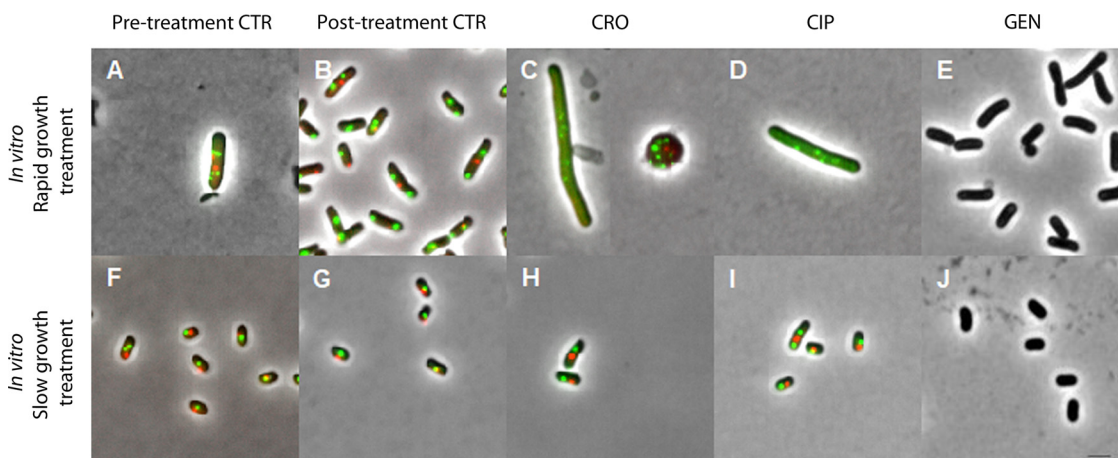 Pre-treatment CTR Post-treatment CTR CRO CIP GEN
In vitro
Rapid growth
treatment
A B C D E
In vitro
Slow growth
treatment
F G H I J